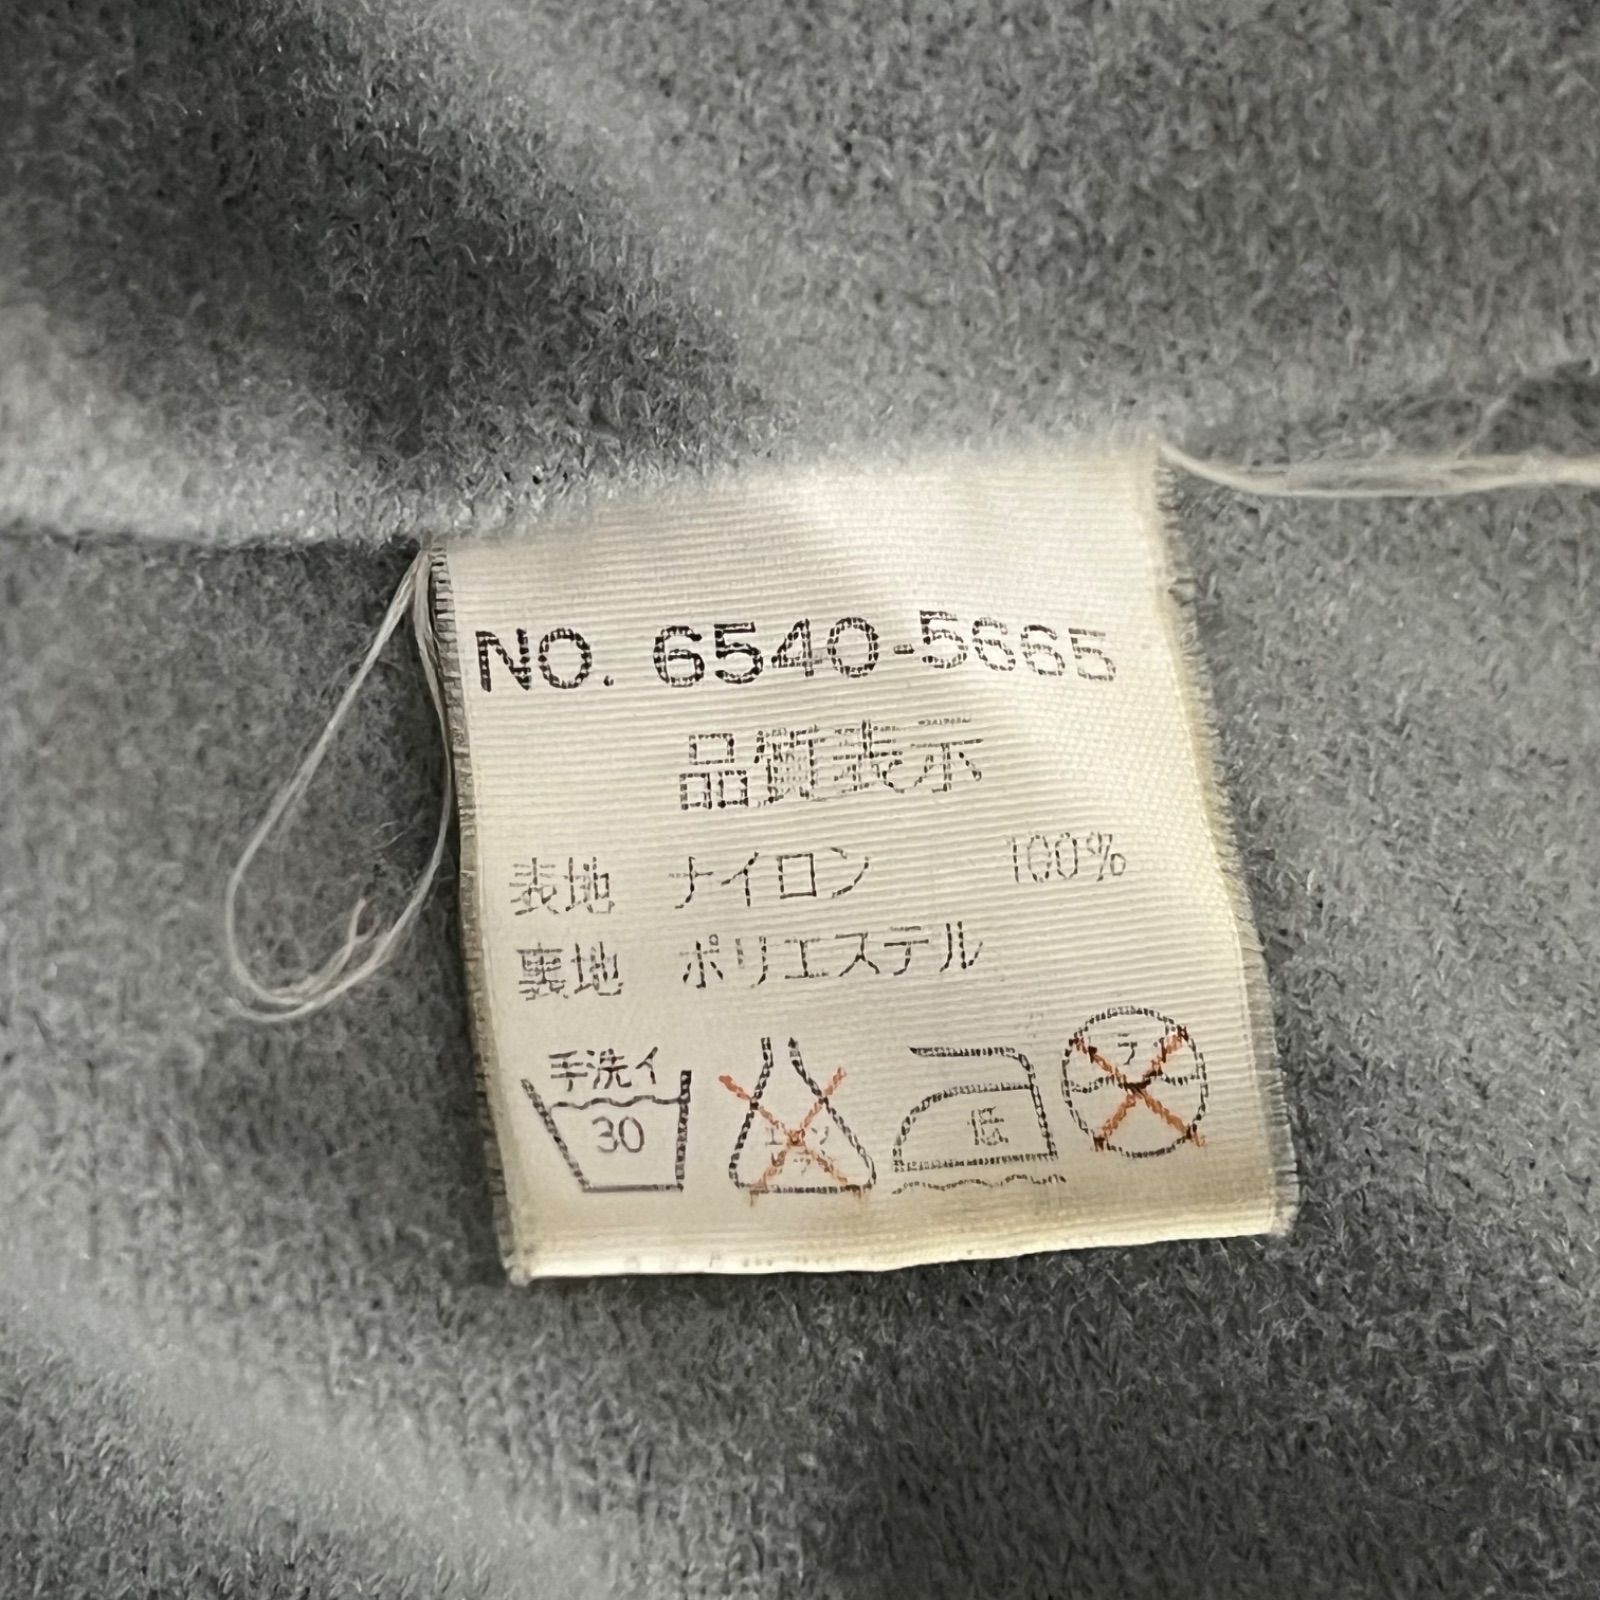 NO. 6540-5665
品質表示
表地 ナイロン 100%
裏地 ポリエステル
手洗イ
30
低